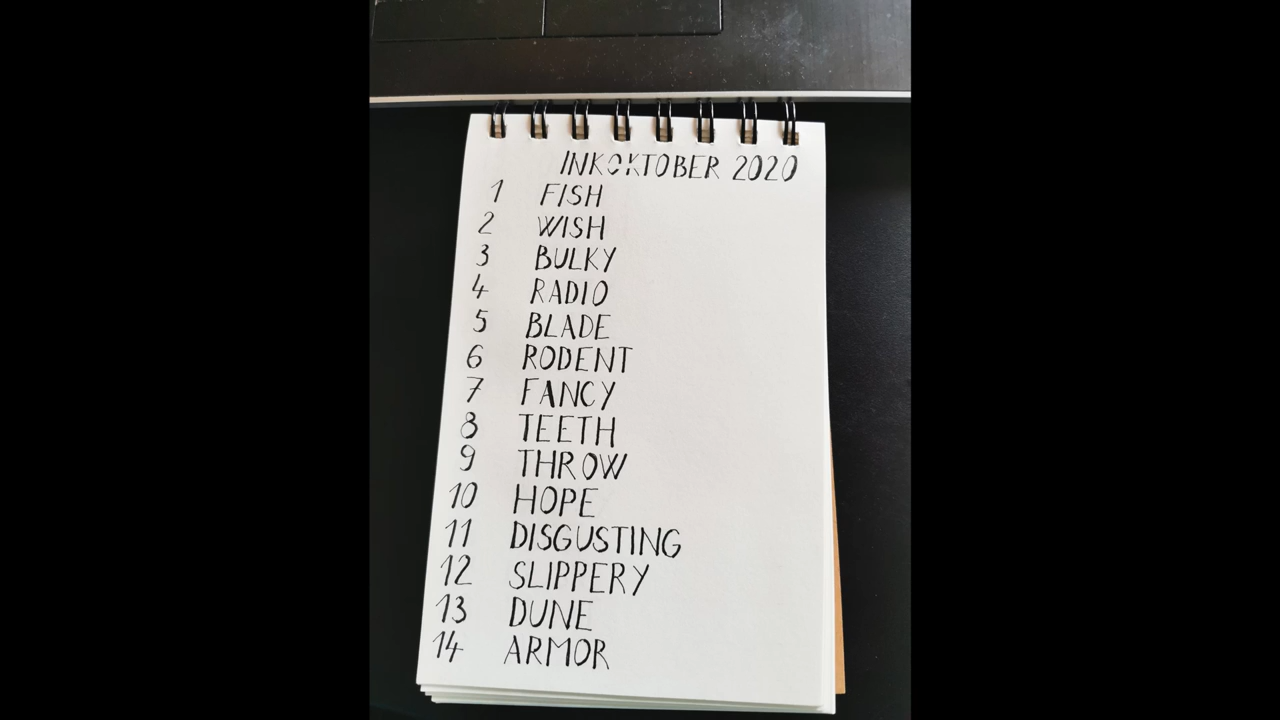 INKOKTOBER 2020
1 FISH
2 WISH
3 BULKY
4 RADIO
5 BLADE
6 RODENT
7 FANCY
8 TEETH
9 THROW
10 HOPE
11 DISGUSTING
12 SLIPPERY
13 DUNE
14 ARMOR